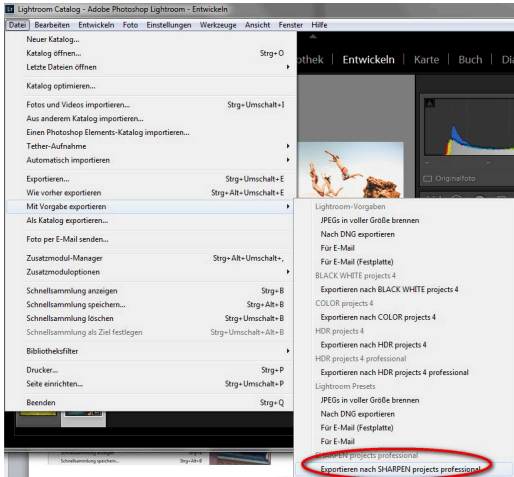 Lightroom Catalog - Adobe Photoshop Lightroom - Entwickeln
Datei Bearbeiten Entwickeln Foto Einstellungen Werkzeuge Ansicht Fenster Hilfe
Neuer Katalog...
Katalog öffnen... Strg+O
Letzte Dateien öffnen
Katalog optimieren...
Fotos und Videos importieren... Strg+Umschalt+I
Aus anderem Katalog importieren...
Einen Photoshop Elements-Katalog importieren...
Tether-Aufnahme
Automatisch importieren
Exportieren... Strg+Umschalt+E
Wie vorher exportieren Strg+Alt+Umschalt+E
Mit Vorgabe exportieren
Als Katalog exportieren...
Foto per E-Mail senden...
Zusatzmodul-Manager Strg+Alt+Umschalt+,
Zusatzmoduloptionen
Schnellsammlung anzeigen Strg+B
Schnellsammlung speichern... Strg+Alt+B
Schnellsammlung löschen Strg+Umschalt+B
Schnellsammlung als Ziel festlegen Strg+Umschalt+Alt+B
Bibliotheksfilter
Drucker... Strg+P
Seite einrichten... Strg+Umschalt+P
Beenden Strg+Q
othek | Entwickeln | Karte | Buch | Dia
Originalfoto
Lightroom-Vorgaben
JPEGs in voller Größe brennen
Nach DNG exportieren
Für E-Mail
Für E-Mail (Festplatte)
BLACK WHITE projects 4
Exportieren nach BLACK WHITE projects 4
COLOR projects 4
Exportieren nach COLOR projects 4
HDR projects 4
Exportieren nach HDR projects 4
HDR projects 4 professional
Exportieren nach HDR projects 4 professional
Lightroom Presets
JPEGs in voller Größe brennen
Nach DNG exportieren
Für E-Mail (Festplatte)
Für E-Mail
SHARPEN projects professional
Exportieren nach SHARPEN projects professional
Schnellsammlung speichern... Strg+Alt+B